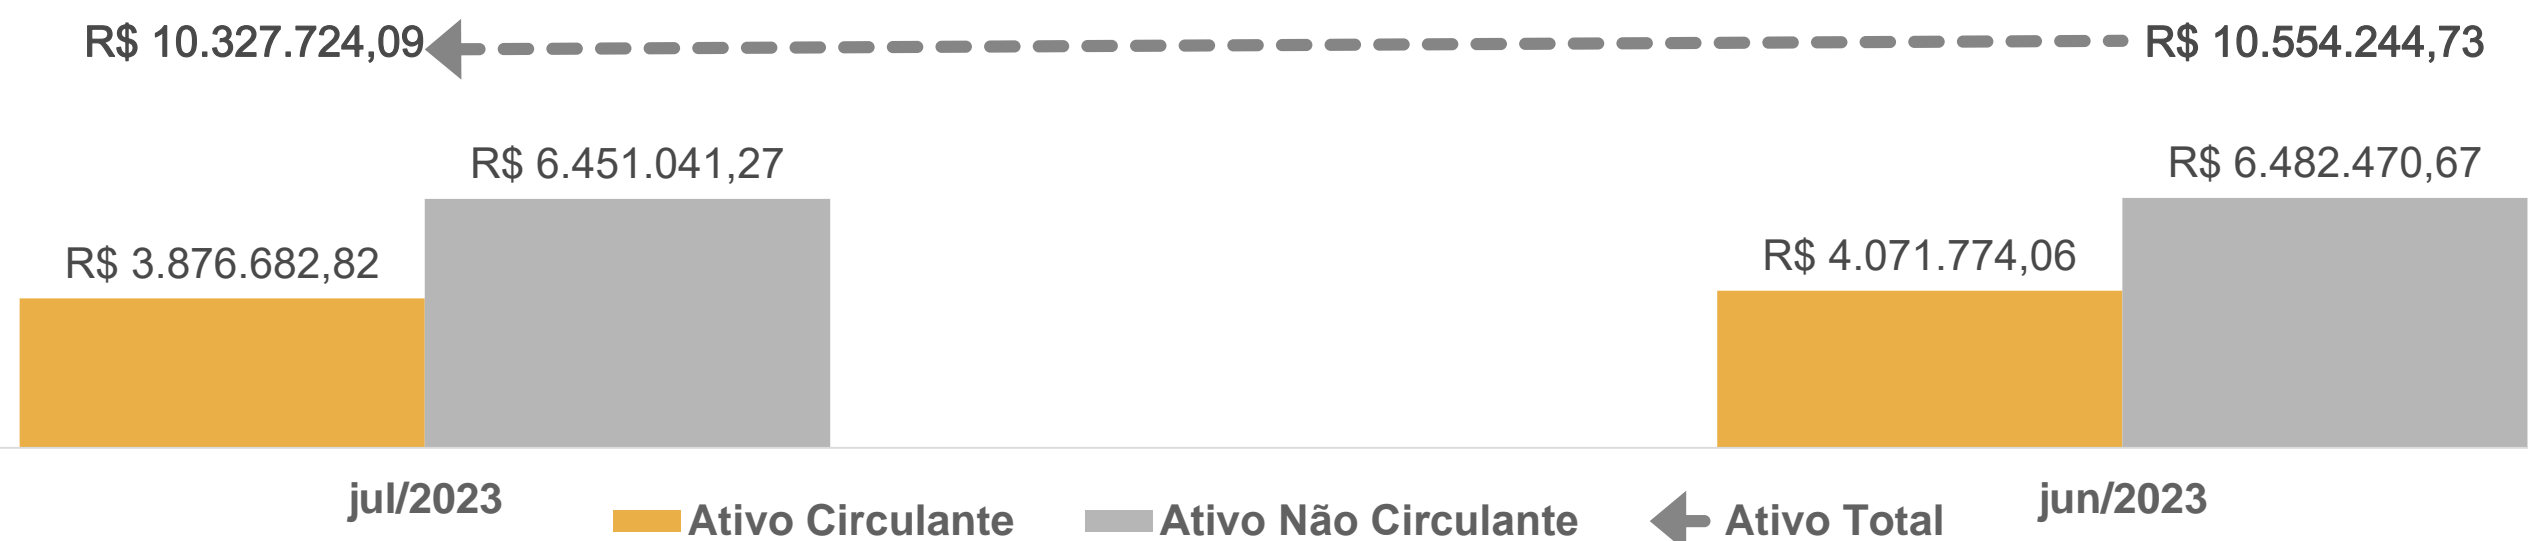 R$ 10.327.724,09
R$ 10.554.244,73
R$ 6.451.041,27
R$ 6.482.470,67
R$ 3.876.682,82
R$ 4.071.774,06
jul/2023
jun/2023
Ativo Circulante
Ativo Não Circulante
Ativo Total